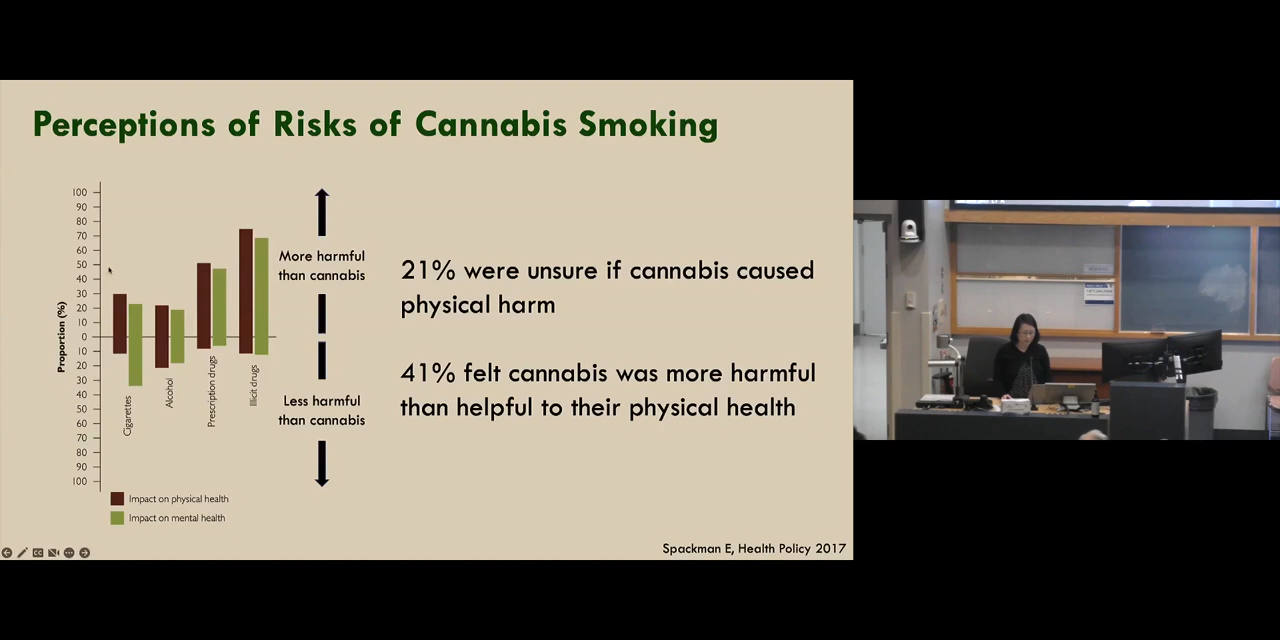 Perceptions of Risks of Cannabis Smoking
100
90
80
70
60
50
40
30
20
10
0
10
20
30
40
50
60
70
80
90
100
Proportion (%)
Cigarettes
Alcohol
Prescription drugs
Illicit drugs
Impact on physical health
Impact on mental health
More harmful
than cannabis
Less harmful
than cannabis
21% were unsure if cannabis caused
physical harm
41% felt cannabis was more harmful
than helpful to their physical health
Spackman E, Health Policy 2017
CC